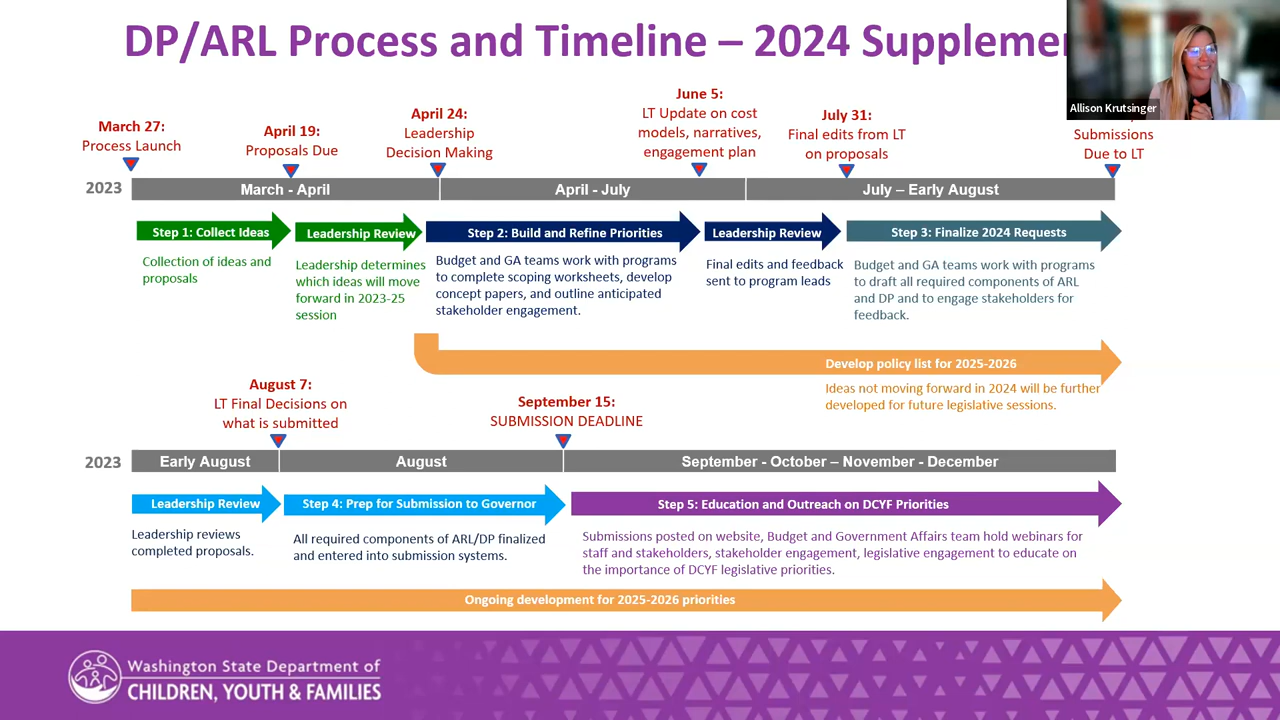 DP/ARL Process and Timeline – 2024
Allison Krutsinger
March 27:
Process Launch
April 19:
Proposals Due
April 24:
Leadership
Decision Making
June 5:
LT Update on cost
models, narratives,
engagement plan
July 31:
Final edits from LT
on proposals
Submissions
Due to LT
2023
March - April
April - July
July – Early August
Step 1: Collect Ideas
Leadership Review
Step 2: Build and Refine Priorities
Leadership Review
Step 3: Finalize 2024 Requests
Collection of ideas and
proposals
Leadership determines
which ideas will move
forward in 2023-25
session
Budget and GA teams work with programs
to complete scoping worksheets, develop
concept papers, and outline anticipated
stakeholder engagement.
Final edits and feedback
sent to program leads
Budget and GA teams work with programs
to draft all required components of ARL
and DP and to engage stakeholders for
feedback.
Develop policy list for 2025-2026
Ideas not moving forward in 2024 will be further
developed for future legislative sessions.
August 7:
LT Final Decisions on
what is submitted
September 15:
SUBMISSION DEADLINE
2023
Early August
August
September - October – November - December
Leadership Review
Step 4: Prep for Submission to Governor
Step 5: Education and Outreach on DCYF Priorities
Leadership reviews
completed proposals.
All required components of ARL/DP finalized
and entered into submission systems.
Submissions posted on website, Budget and Government Affairs team hold webinars for
staff and stakeholders, stakeholder engagement, legislative engagement to educate on
the importance of DCYF legislative priorities.
Ongoing development for 2025-2026 priorities
Washington State Department of
CHILDREN, YOUTH & FAMILIES